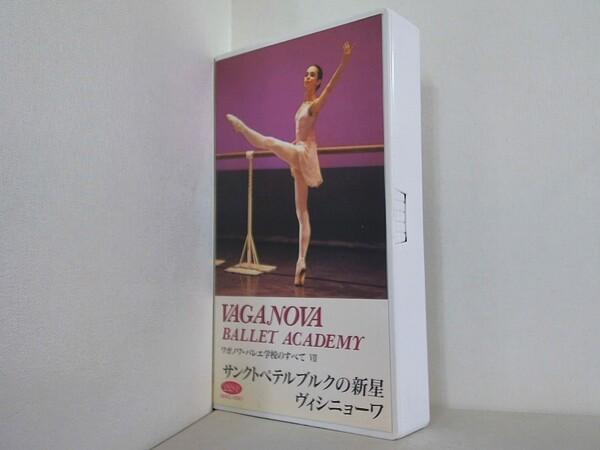 VAGANOVA
BALLET ACADEMY
ワガノワ・バレエ学校のすべて Ⅶ
サンクトペテルブルクの新星
ヴィシニョーワ